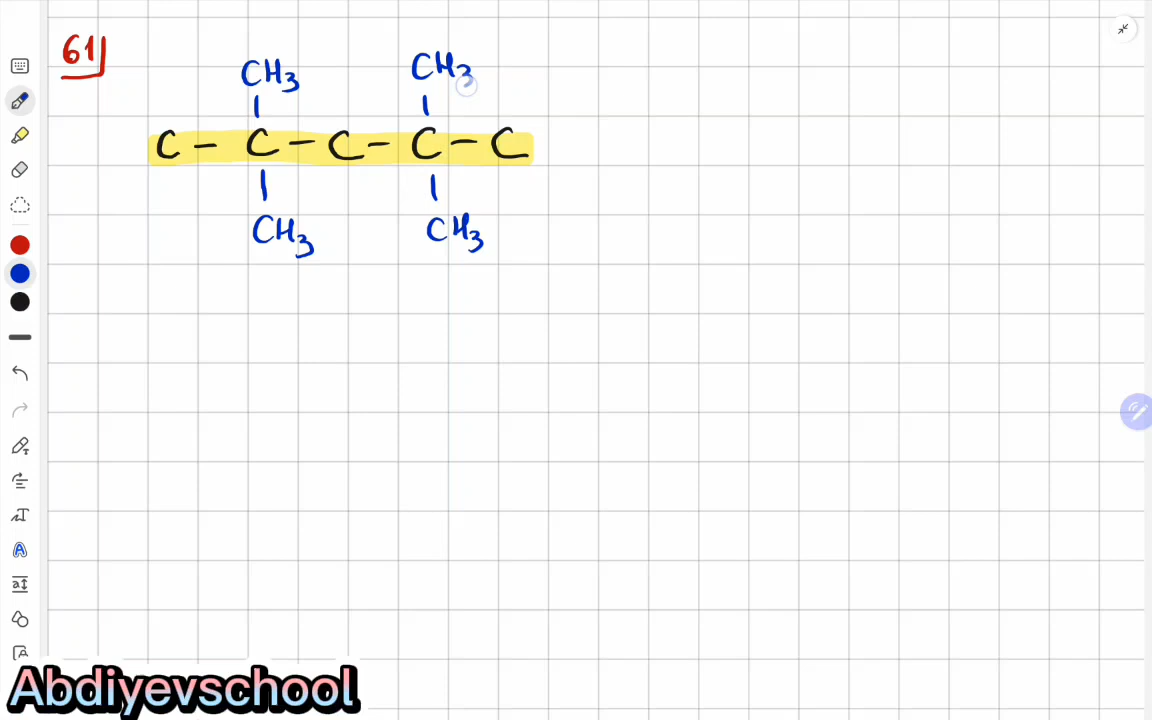 61
CH3 CH3
C - C - C - C - C
CH3 CH3
Abdiyevschool